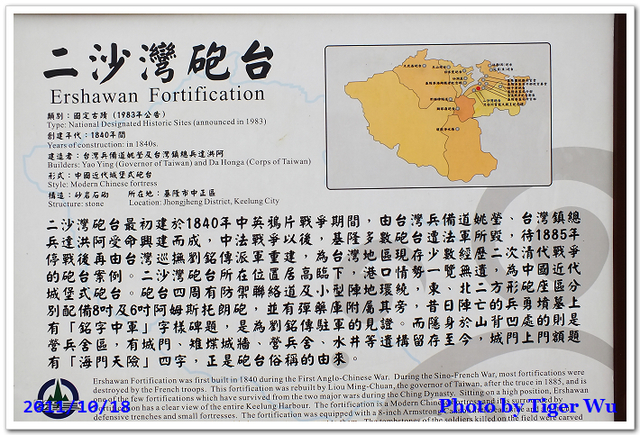 二沙灣砲台
Ershawan Fortification
類別：國定古蹟（1983年公告）
Type: National Designated Historic Sites (announced in 1983)
創建年代：1840年間
Years of construction: in 1840s.
建造者：台灣兵備道姚瑩及台灣鎮總兵達洪阿
Builders: Yao Ying (Governor of Taiwan) and Da Honga (Corps of Taiwan)
形式：中國近代城堡式砲台
Style: Modern Chinese fortress
構造：砂岩石砌　所在地：基隆市中正區
Structure: stone Location: Jhongjheng District, Keelung City
二沙灣砲台最初建於1840年中英鴉片戰爭期間，由台灣兵備道姚瑩、台灣鎮總
兵達洪阿受命興建而成，中法戰爭以後，基隆多數砲台遭法軍所毀，待1885年
停戰後再由台灣巡撫劉銘傳派軍重建，為台灣地區現存少數經歷二次清代戰爭
的砲台案例。二沙灣砲台所在位置居高臨下，港口情勢一覽無遺，為中國近代
城堡式砲台。砲台四周有防禦聯絡道及小型陣地環繞，東、北二方形砲座區分
別配備8吋及6吋阿姆斯托朗砲，並有彈藥庫附屬其旁，昔日陣亡的兵勇墳墓上
有「銘字中軍」字樣碑題，是為劉銘傳駐軍的見證。而隱身於山背凹處的則是
營兵舍區，有城門、雉堞城牆、營兵舍、水井等遺構留存至今，城門上門額題
有「海門天險」四字，正是砲台俗稱的由來。
Ershawan Fortification was first built in 1840 during the First Anglo-Chinese War. During the Sino-French War, most fortifications were
destroyed by the French troops. This fortification was rebuilt by Liou Ming-Chuan, the governor of Taiwan, after the truce in 1885, and is
one of the few fortifications which have survived from the two major wars during the Ching Dynasty. Sitting on a high position, Ershawan
Fortification has a clear view of the entire Keelung Harbour. The fortification is a Modern Chinese fortress and is surrounded by
defensive trenches and small fortresses. The fortification was equipped with a 8-inch Armstrong
2011/10/18
Photo by Tiger Wu